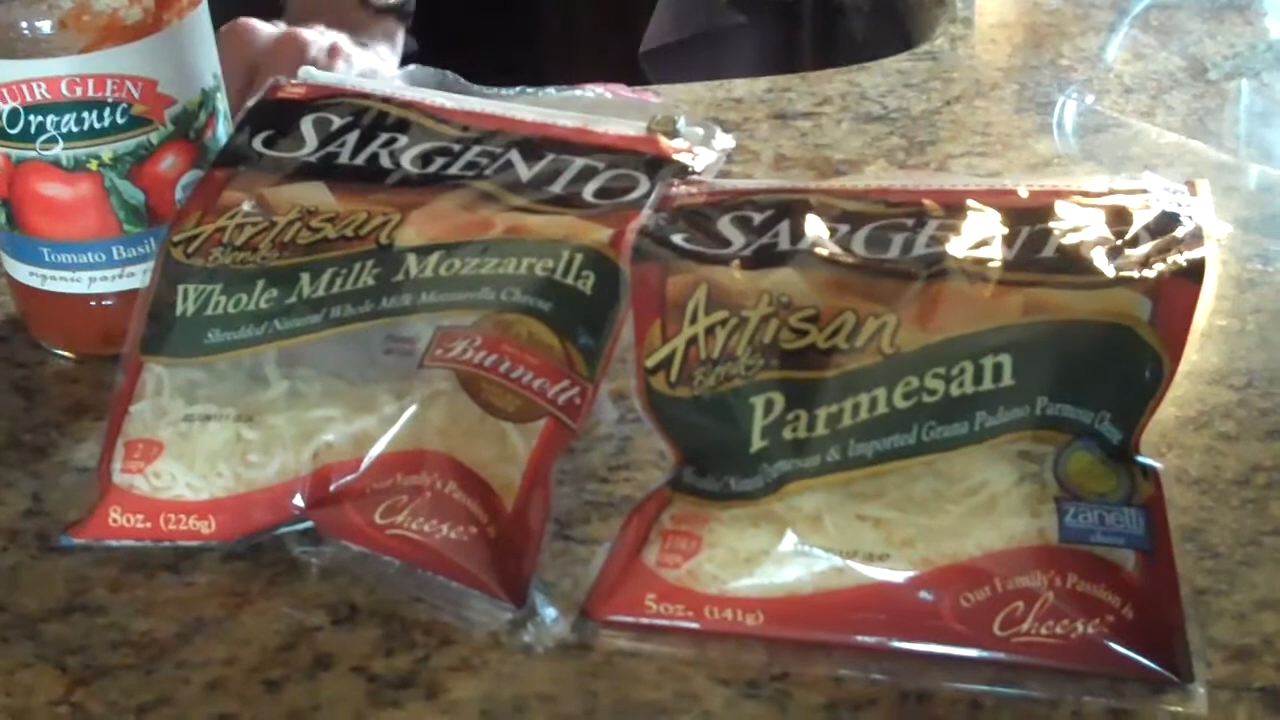 UIR GLEN
Organic
Tomato Basil
organic pasta
SARGENTO
Artisan
Blends
Whole Milk Mozzarella
Shredded Natural Whole Milk Mozzarella Cheese
Burnett
2
8oz. (226g)
Our Family's Passion is
Cheese
SARGENTO
Artisan
Blends
Parmesan
Parmesan & Imported Grana Padano Parmesan Cheese
zanetti
5oz. (141g)
Our Family's Passion is
Cheese